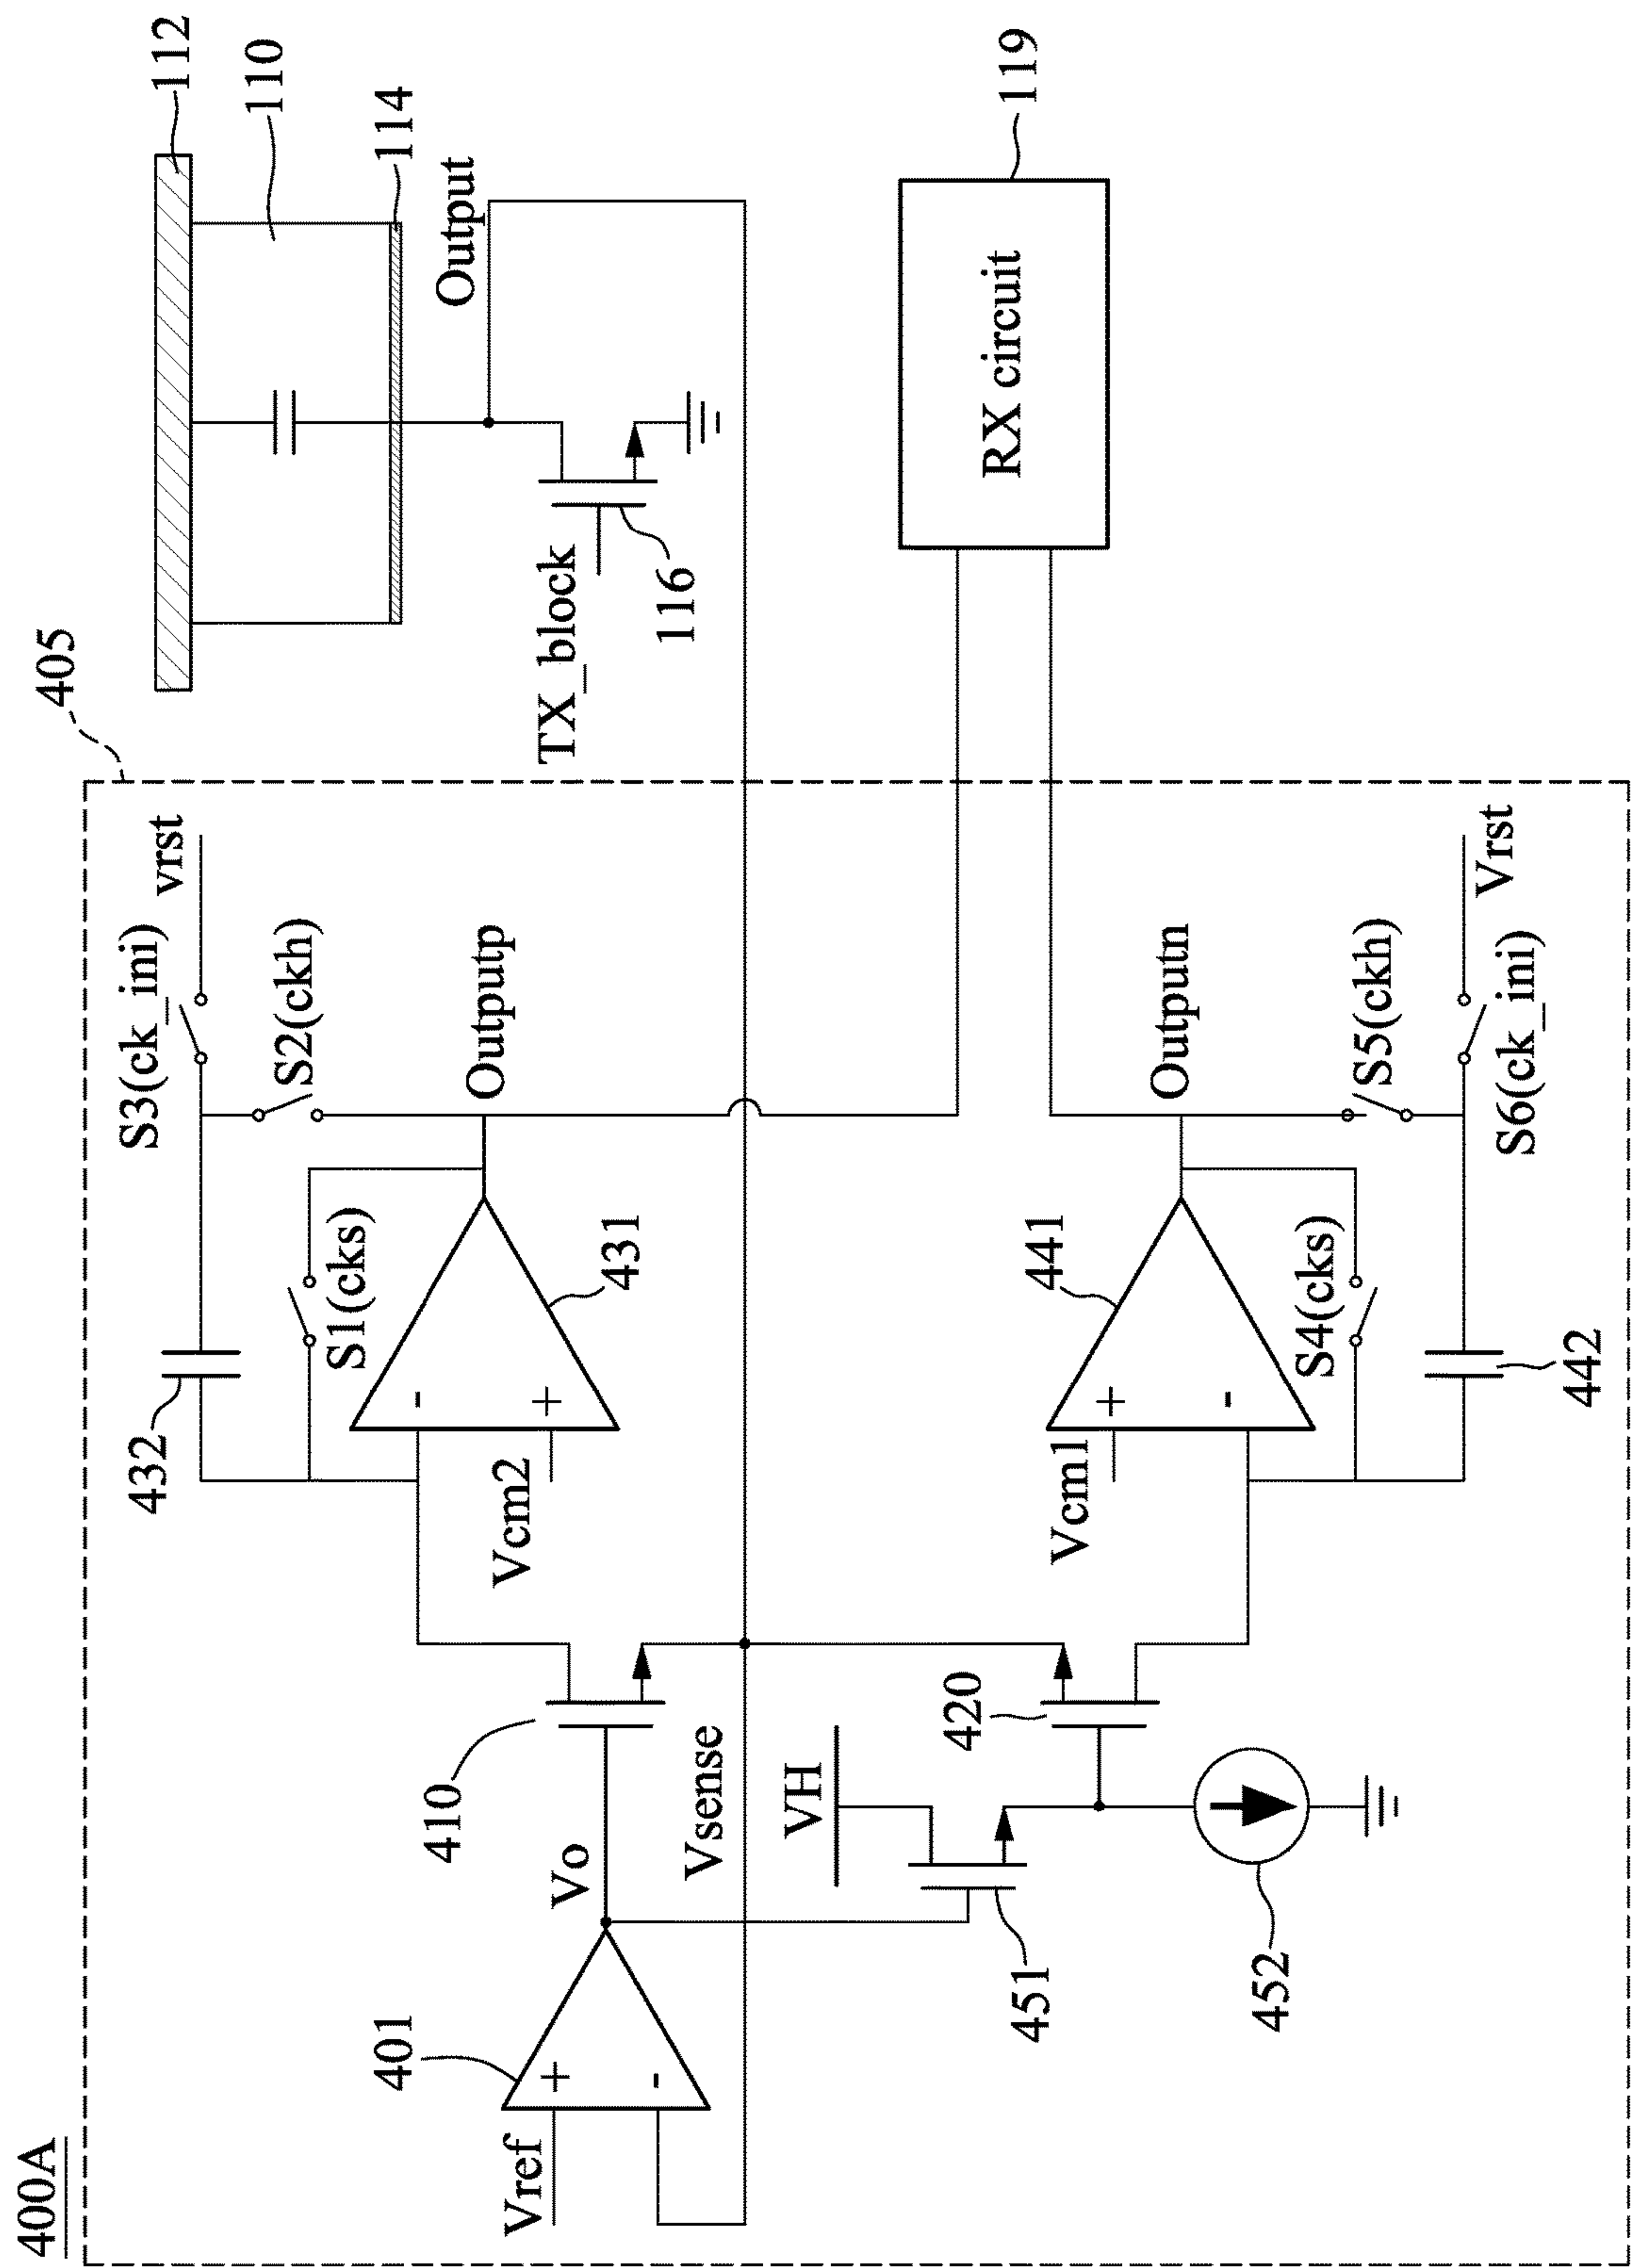 400A
405
112
110
114
Output
TX_block
116
119
RX circuit
S3(ck_ini)
vrst
S2(ckh)
Outputp
S1(cks)
432
-
+
431
Vcm2
410
Vo
Vsense
401
+
-
Vref
VH
420
451
452
Vcm1
+
-
441
Outputn
S4(cks)
S5(ckh)
S6(ck_ini)
Vrst
442